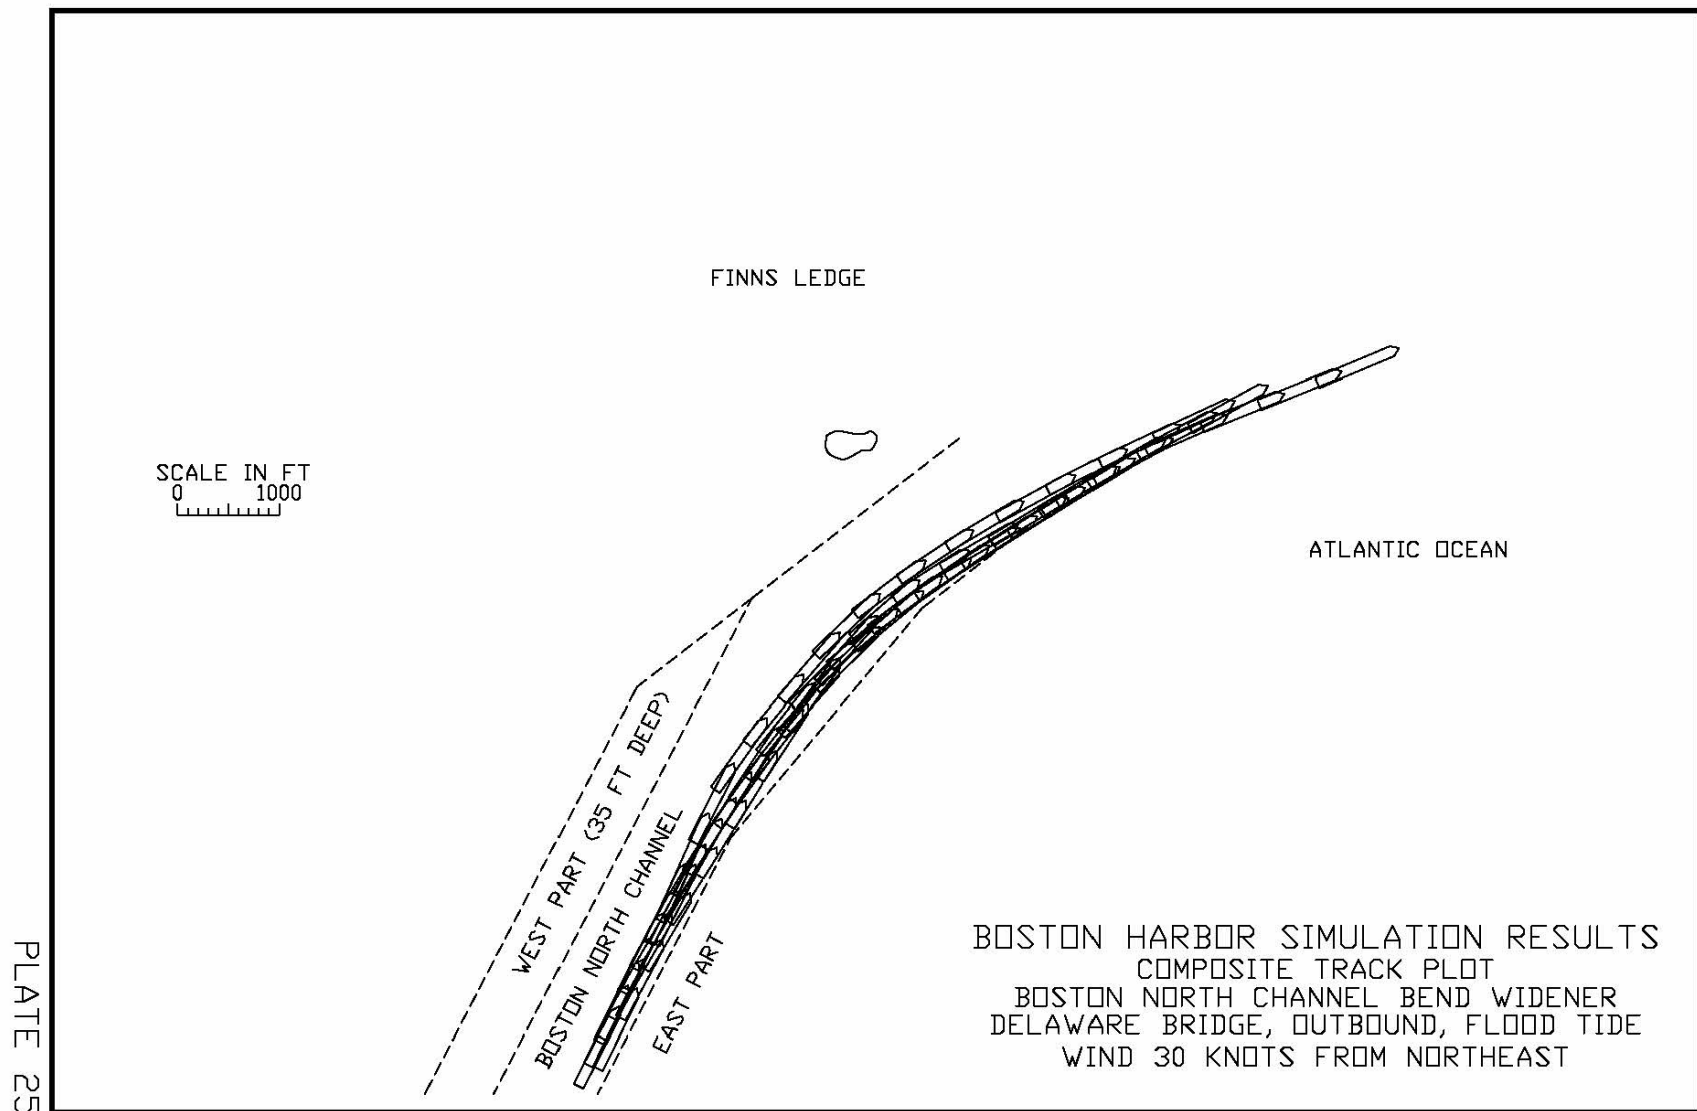 FINNS LEDGE
SCALE IN FT
0 1000
ATLANTIC OCEAN
WEST PART (35 FT DEEP)
BOSTON NORTH CHANNEL
EAST PART
BOSTON HARBOR SIMULATION RESULTS
COMPOSITE TRACK PLOT
BOSTON NORTH CHANNEL BEND WIDENER
DELAWARE BRIDGE, OUTBOUND, FLOOD TIDE
WIND 30 KNOTS FROM NORTHEAST
PLATE 25